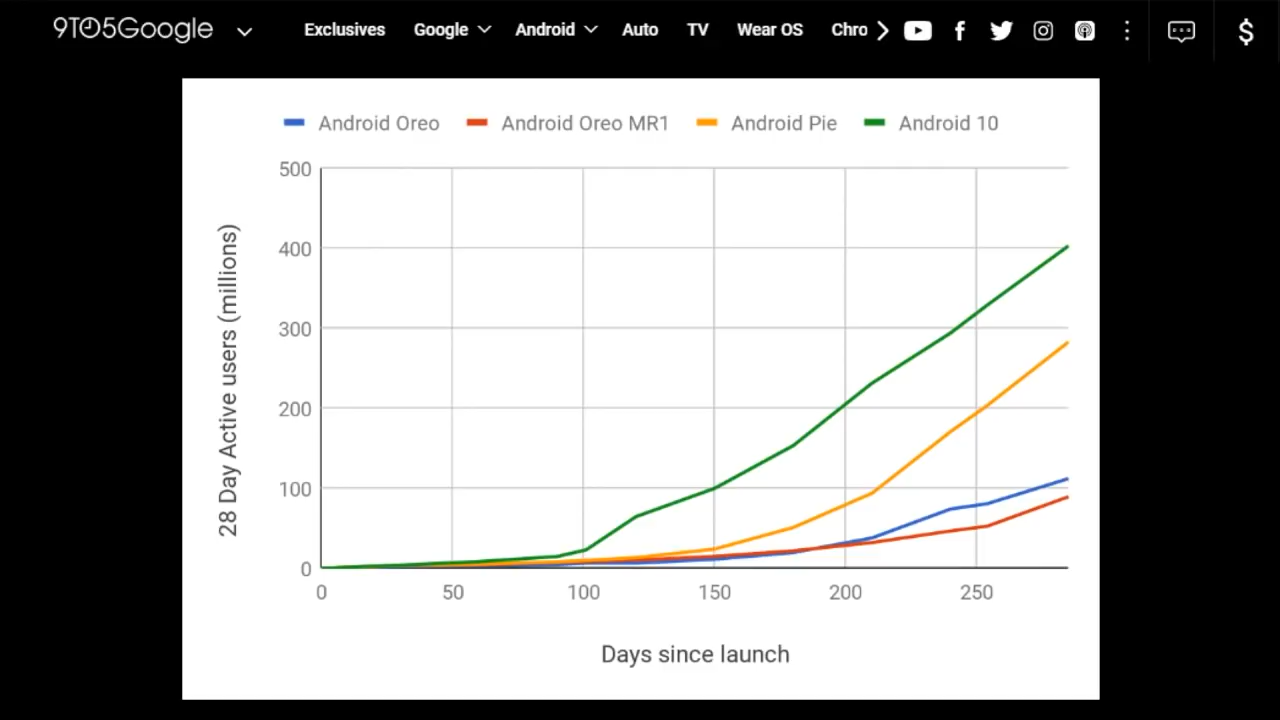 9TO5Google
Exclusives Google Android Auto TV Wear OS Chro
Android Oreo Android Oreo MR1 Android Pie Android 10
500
400
300
200
100
0
28 Day Active users (millions)
0 50 100 150 200 250
Days since launch